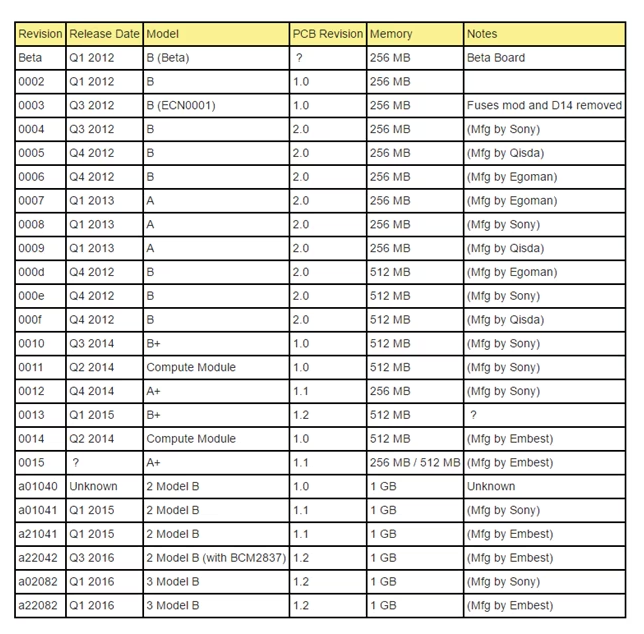 Revision Release Date Model PCB Revision Memory Notes
Beta Q1 2012 B (Beta) ? 256 MB Beta Board
0002 Q1 2012 B 1.0 256 MB
0003 Q3 2012 B (ECN0001) 1.0 256 MB Fuses mod and D14 removed
0004 Q3 2012 B 2.0 256 MB (Mfg by Sony)
0005 Q4 2012 B 2.0 256 MB (Mfg by Qisda)
0006 Q4 2012 B 2.0 256 MB (Mfg by Egoman)
0007 Q1 2013 A 2.0 256 MB (Mfg by Egoman)
0008 Q1 2013 A 2.0 256 MB (Mfg by Sony)
0009 Q1 2013 A 2.0 256 MB (Mfg by Qisda)
000d Q4 2012 B 2.0 512 MB (Mfg by Egoman)
000e Q4 2012 B 2.0 512 MB (Mfg by Sony)
000f Q4 2012 B 2.0 512 MB (Mfg by Qisda)
0010 Q3 2014 B+ 1.0 512 MB (Mfg by Sony)
0011 Q2 2014 Compute Module 1.0 512 MB (Mfg by Sony)
0012 Q4 2014 A+ 1.1 256 MB (Mfg by Sony)
0013 Q1 2015 B+ 1.2 512 MB ?
0014 Q2 2014 Compute Module 1.0 512 MB (Mfg by Embest)
0015 ? A+ 1.1 256 MB / 512 MB (Mfg by Embest)
a01040 Unknown 2 Model B 1.0 1 GB Unknown
a01041 Q1 2015 2 Model B 1.1 1 GB (Mfg by Sony)
a21041 Q1 2015 2 Model B 1.1 1 GB (Mfg by Embest)
a22042 Q3 2016 2 Model B (with BCM2837) 1.2 1 GB (Mfg by Embest)
a02082 Q1 2016 3 Model B 1.2 1 GB (Mfg by Sony)
a22082 Q1 2016 3 Model B 1.2 1 GB (Mfg by Embest)